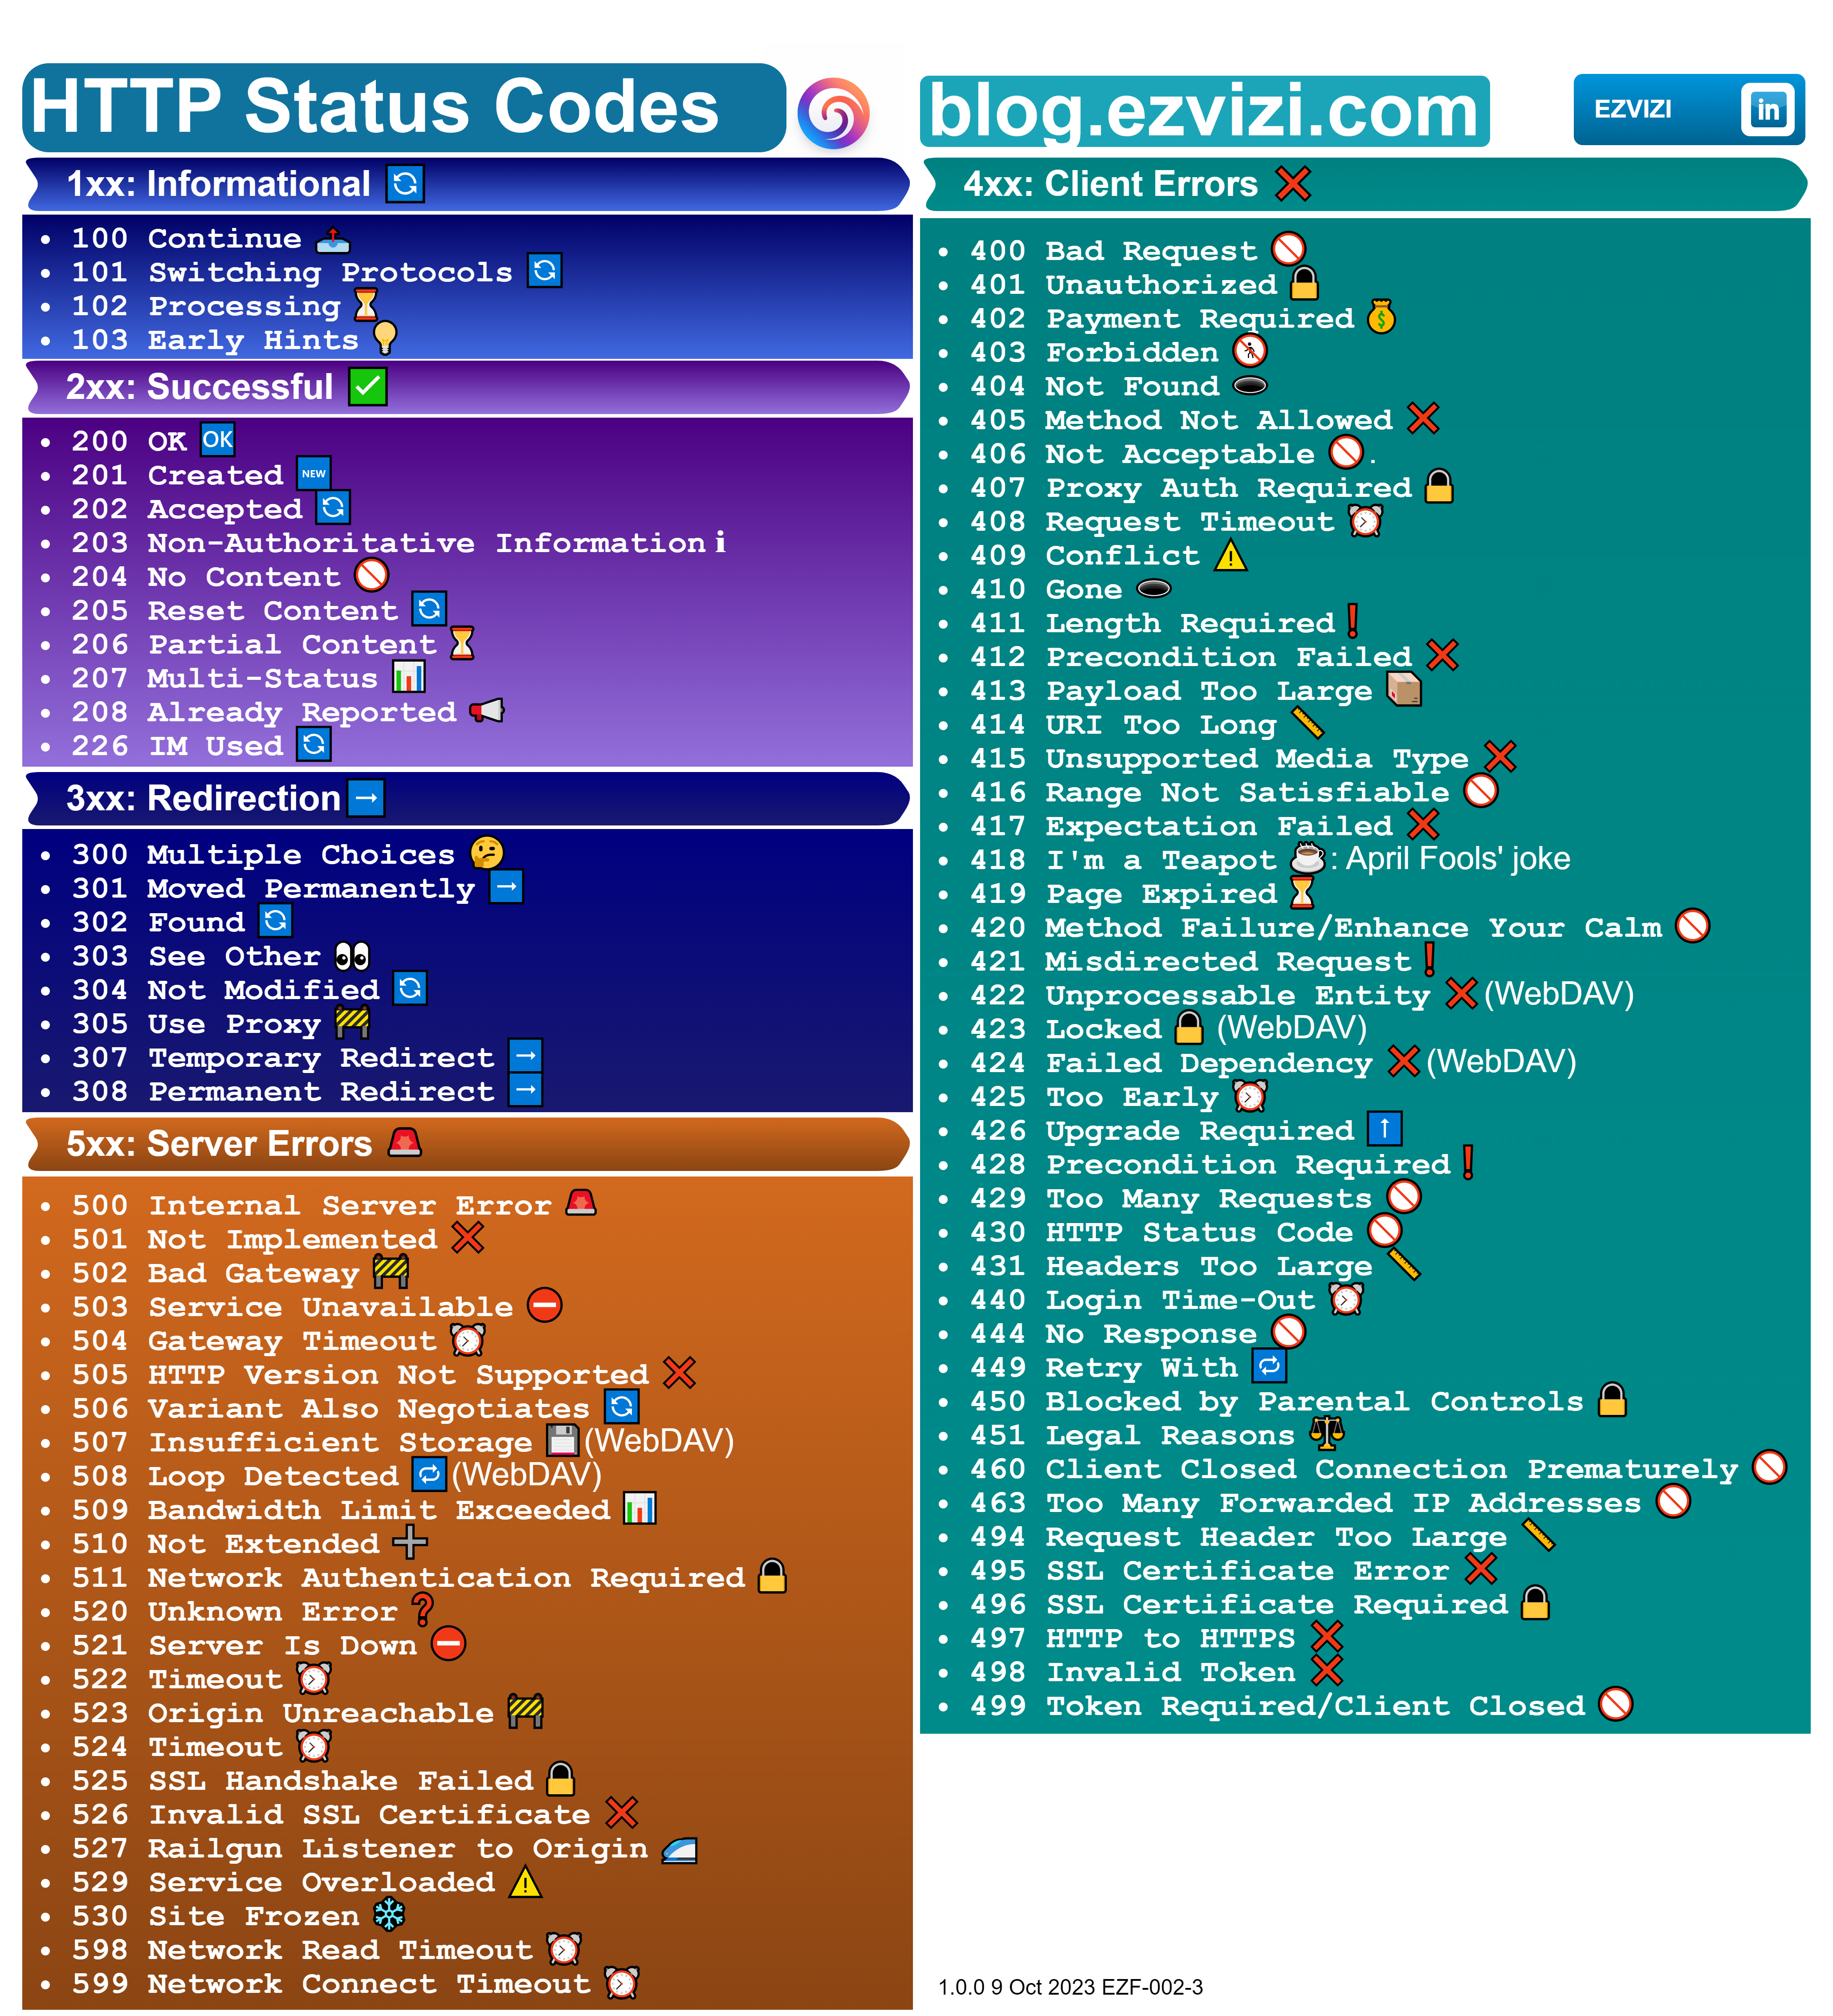 HTTP Status Codes
blog.ezvizi.com
EZVIZI
in
1xx: Informational 🔄
• 100 Continue 📤
• 101 Switching Protocols 🔄
• 102 Processing ⏳
• 103 Early Hints 💡
2xx: Successful ✅
• 200 OK 🆗
• 201 Created 🆕
• 202 Accepted 🔄
• 203 Non-Authoritative Information ℹ
• 204 No Content 🚫
• 205 Reset Content 🔄
• 206 Partial Content ⏳
• 207 Multi-Status 📊
• 208 Already Reported 📢
• 226 IM Used 🔄
3xx: Redirection ➡
• 300 Multiple Choices 🤔
• 301 Moved Permanently ➡
• 302 Found 🔄
• 303 See Other 👀
• 304 Not Modified 🔄
• 305 Use Proxy 🚧
• 307 Temporary Redirect ➡
• 308 Permanent Redirect ➡
5xx: Server Errors 🚨
• 500 Internal Server Error 🚨
• 501 Not Implemented ❌
• 502 Bad Gateway 🚧
• 503 Service Unavailable ⛔
• 504 Gateway Timeout ⏰
• 505 HTTP Version Not Supported ❌
• 506 Variant Also Negotiates 🔄
• 507 Insufficient Storage 💾 (WebDAV)
• 508 Loop Detected 🔁 (WebDAV)
• 509 Bandwidth Limit Exceeded 📊
• 510 Not Extended ➕
• 511 Network Authentication Required 🔒
• 520 Unknown Error ❓
• 521 Server Is Down ⛔
• 522 Timeout ⏰
• 523 Origin Unreachable 🚧
• 524 Timeout ⏰
• 525 SSL Handshake Failed 🔒
• 526 Invalid SSL Certificate ❌
• 527 Railgun Listener to Origin 🚄
• 529 Service Overloaded ⚠
• 530 Site Frozen ❄
• 598 Network Read Timeout ⏰
• 599 Network Connect Timeout ⏰
4xx: Client Errors ❌
• 400 Bad Request 🚫
• 401 Unauthorized 🔒
• 402 Payment Required 💰
• 403 Forbidden 🚷
• 404 Not Found 🕳
• 405 Method Not Allowed ❌
• 406 Not Acceptable 🚫.
• 407 Proxy Auth Required 🔒
• 408 Request Timeout ⏰
• 409 Conflict ⚠
• 410 Gone 🕳
• 411 Length Required❗
• 412 Precondition Failed ❌
• 413 Payload Too Large 📦
• 414 URI Too Long 📏
• 415 Unsupported Media Type ❌
• 416 Range Not Satisfiable 🚫
• 417 Expectation Failed ❌
• 418 I'm a Teapot ☕: April Fools' joke
• 419 Page Expired ⏳
• 420 Method Failure/Enhance Your Calm 🚫
• 421 Misdirected Request❗
• 422 Unprocessable Entity ❌ (WebDAV)
• 423 Locked 🔒 (WebDAV)
• 424 Failed Dependency ❌ (WebDAV)
• 425 Too Early ⏰
• 426 Upgrade Required ⬆
• 428 Precondition Required❗
• 429 Too Many Requests 🚫
• 430 HTTP Status Code 🚫
• 431 Headers Too Large 📏
• 440 Login Time-Out ⏰
• 444 No Response 🚫
• 449 Retry With 🔁
• 450 Blocked by Parental Controls 🔒
• 451 Legal Reasons ⚖
• 460 Client Closed Connection Prematurely 🚫
• 463 Too Many Forwarded IP Addresses 🚫
• 494 Request Header Too Large 📏
• 495 SSL Certificate Error ❌
• 496 SSL Certificate Required 🔒
• 497 HTTP to HTTPS ❌
• 498 Invalid Token ❌
• 499 Token Required/Client Closed 🚫
1.0.0 9 Oct 2023 EZF-002-3